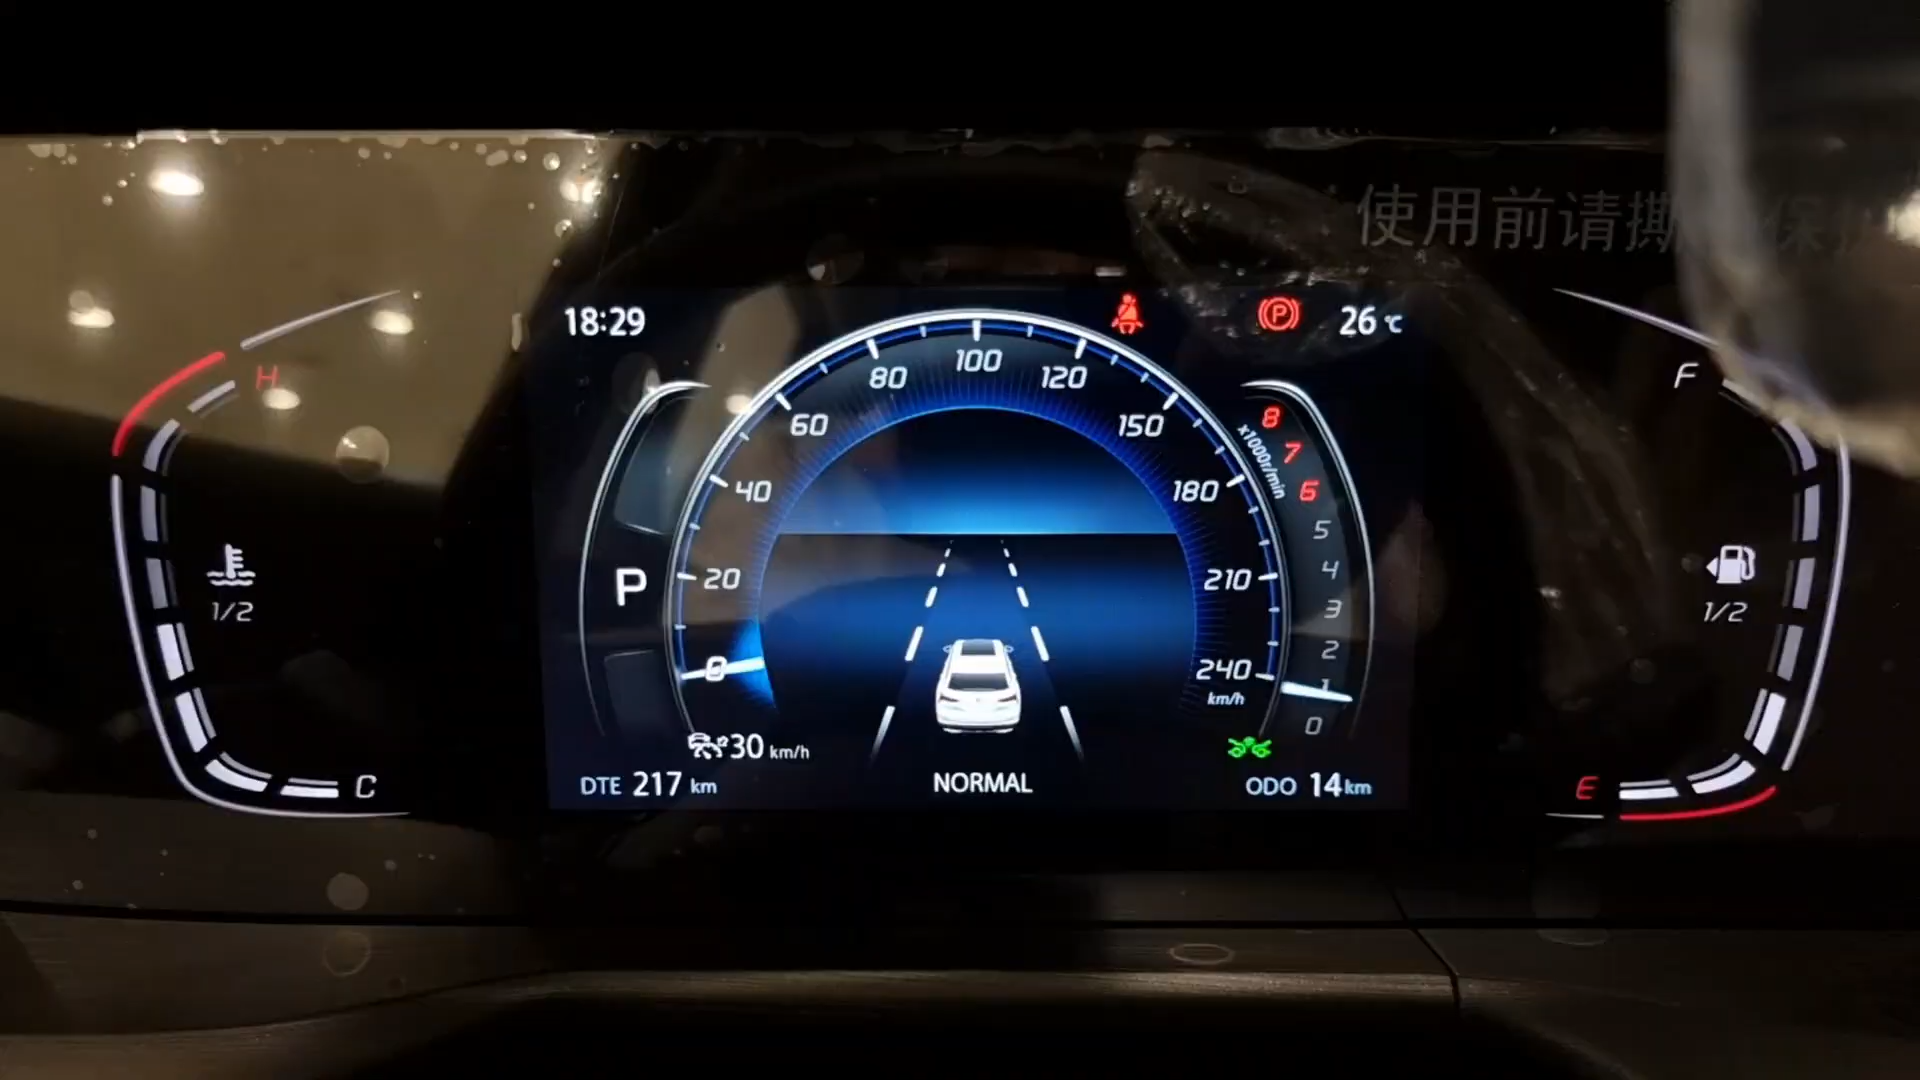 使用前请撕 保护
18:29
26 °C
H
F
0
20
40
60
80
100
120
150
180
210
240
km/h
8
7
6
5
4
3
2
1
0
x1000r/min
P
1/2
1/2
C
E
30 km/h
DTE 217 km
NORMAL
ODO 14 km